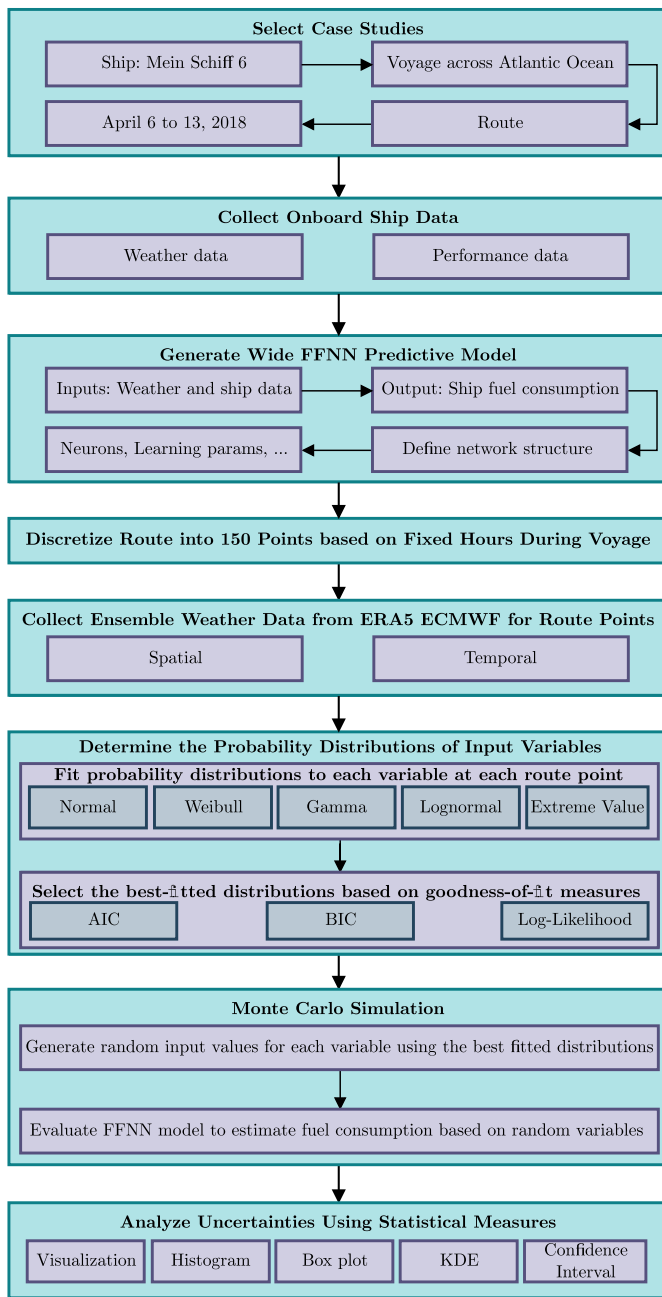 Select Case Studies
Ship: Mein Schiff 6
Voyage across Atlantic Ocean
April 6 to 13, 2018
Route
Collect Onboard Ship Data
Weather data
Performance data
Generate Wide FFNN Predictive Model
Inputs: Weather and ship data
Output: Ship fuel consumption
Neurons, Learning params, ...
Define network structure
Discretize Route into 150 Points based on Fixed Hours During Voyage
Collect Ensemble Weather Data from ERA5 ECMWF for Route Points
Spatial
Temporal
Determine the Probability Distributions of Input Variables
Fit probability distributions to each variable at each route point
Normal
Weibull
Gamma
Lognormal
Extreme Value
Select the best-fitted distributions based on goodness-of-fit measures
AIC
BIC
Log-Likelihood
Monte Carlo Simulation
Generate random input values for each variable using the best fitted distributions
Evaluate FFNN model to estimate fuel consumption based on random variables
Analyze Uncertainties Using Statistical Measures
Visualization
Histogram
Box plot
KDE
Confidence
Interval